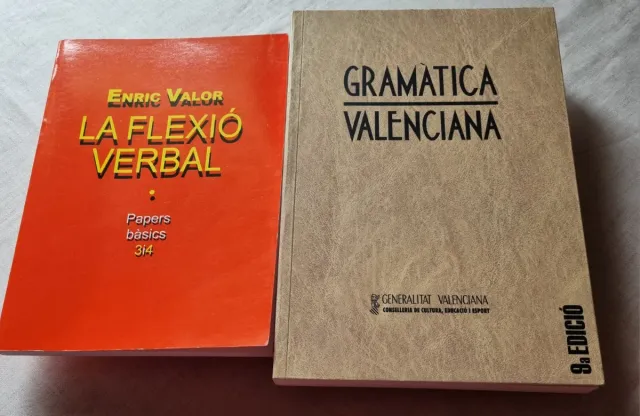 ENRIC VALOR
LA FLEXIÓ
VERBAL
Papers
bàsics
3i4
GRAMÀTICA
VALENCIANA
GENERALITAT VALENCIANA
CONSELLERIA DE CULTURA, EDUCACIÓ I ESPORT
9a EDICIÓ